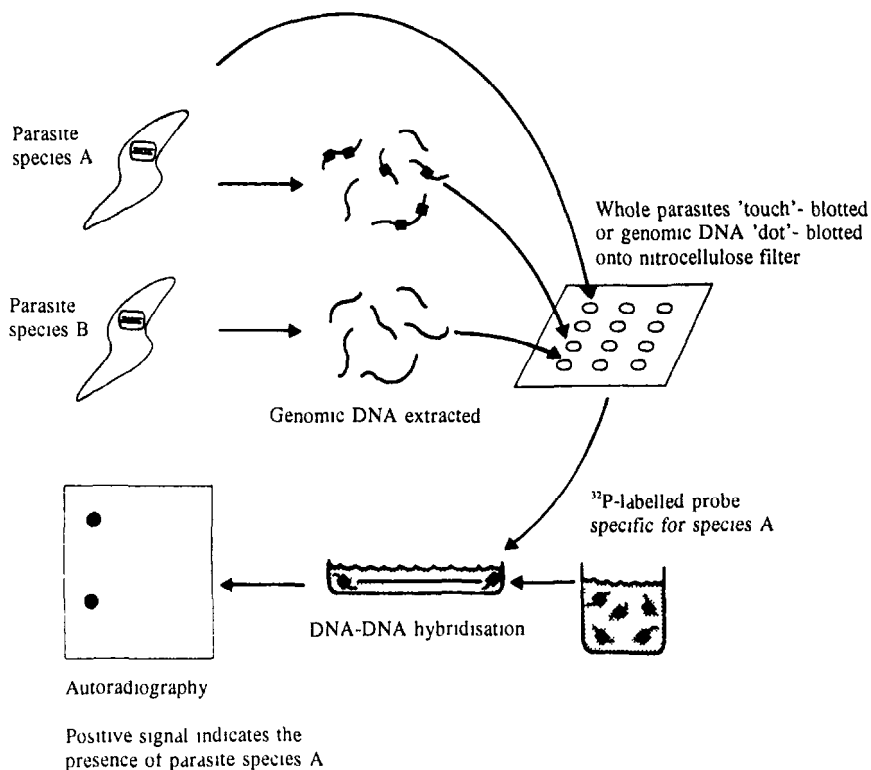 Parasite
species A
Whole parasites 'touch'- blotted
or genomic DNA 'dot'- blotted
onto nitrocellulose filter
Parasite
species B
Genomic DNA extracted
³²P-labelled probe
specific for species A
DNA-DNA hybridisation
Autoradiography
Positive signal indicates the
presence of parasite species A